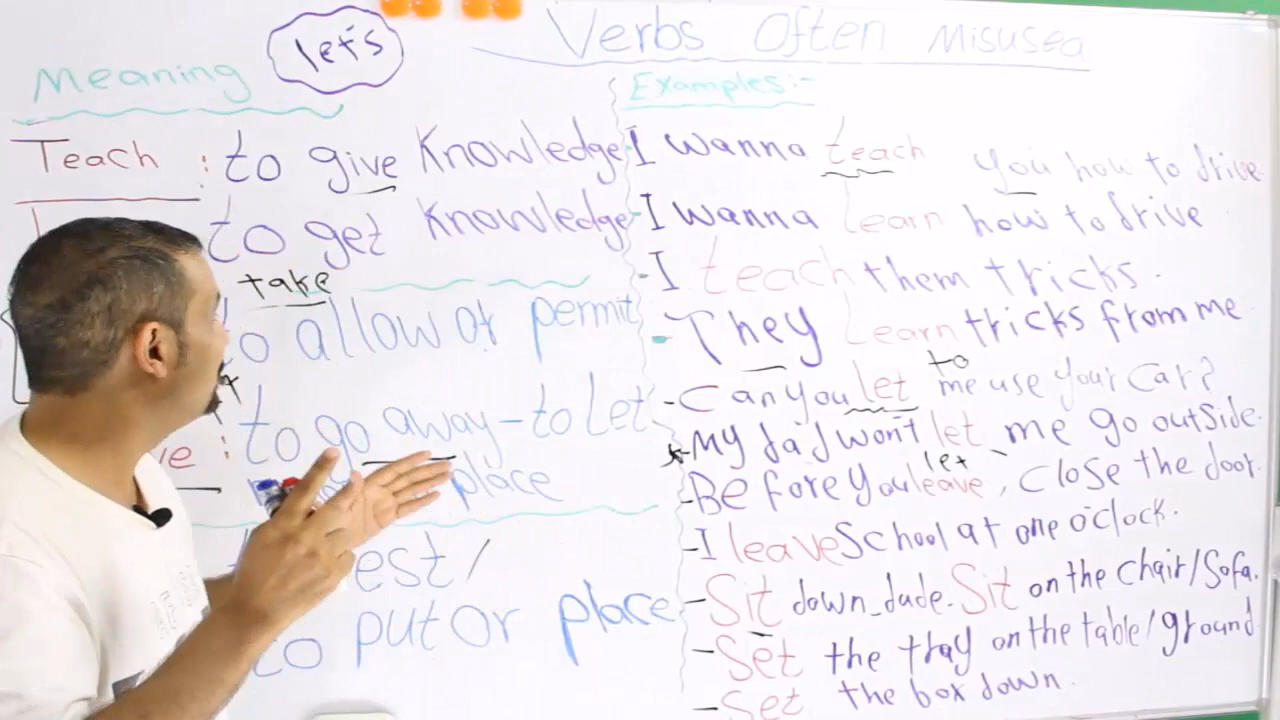 let's
Verbs Often Misused
Meaning
Examples:-
Teach : to give Knowledge
to get Knowledge
take
to allow or permit
to go away - to Let
ve :
place
est/
to put or place
I wanna teach you how to drive
-I wanna learn how to drive
-I teach them tricks.
- They learn tricks from me
to
- Can you let me use your car?
-My dad won't let me go outside.
let
-Before you leave, close the door.
-I leave school at one o'clock.
-Sit down dude. Sit on the chair/Sofa.
-Set the tray on the table/ground
-Set the box down.